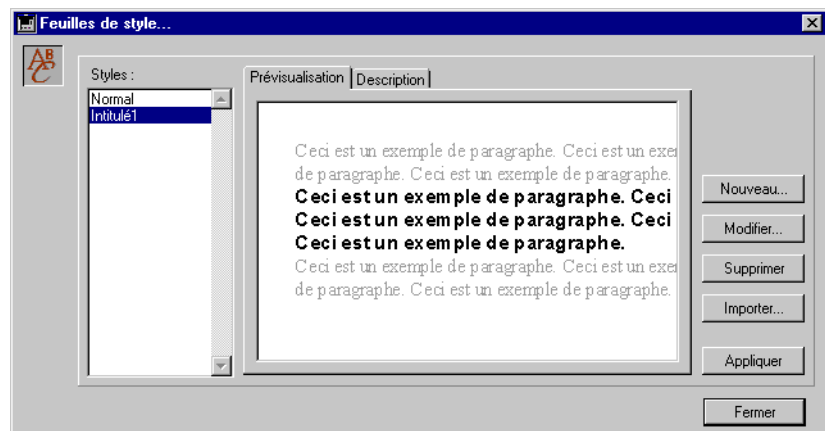 Feuilles de style...
ABC
Styles :
Normal
Intitulé1
Prévisualisation
Description
Ceci est un exemple de paragraphe. Ceci est un exe
de paragraphe. Ceci est un exemple de paragraphe.
Ceci est un exemple de paragraphe. Ceci
Ceci est un exemple de paragraphe. Ceci
Ceci est un exemple de paragraphe.
Ceci est un exemple de paragraphe. Ceci est un exe
de paragraphe. Ceci est un exemple de paragraphe.
Nouveau...
Modifier...
Supprimer
Importer...
Appliquer
Fermer